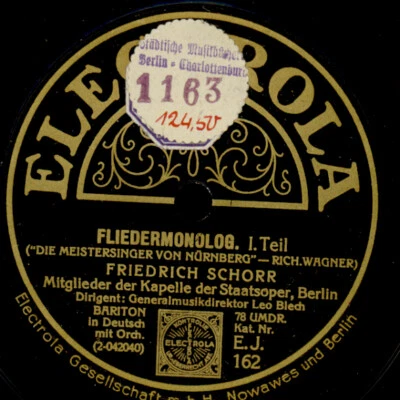 ELECTROLA
Städtische Musikbücherei
Berlin - Charlottenburg
1163
124,50
FLIEDERMONOLOG. I. Teil
("DIE MEISTERSINGER VON NÜRNBERG" — RICH. WAGNER)
FRIEDRICH SCHORR
Mitglieder der Kapelle der Staatsoper, Berlin
Dirigent: Generalmusikdirektor Leo Blech
BARITON
in Deutsch
mit Orch.
(2-042040)
ELECTROLA
78 UMDR.
Kat. Nr.
E.J.
162
Electrola Gesellschaft m.b.H. Nowawes und Berlin